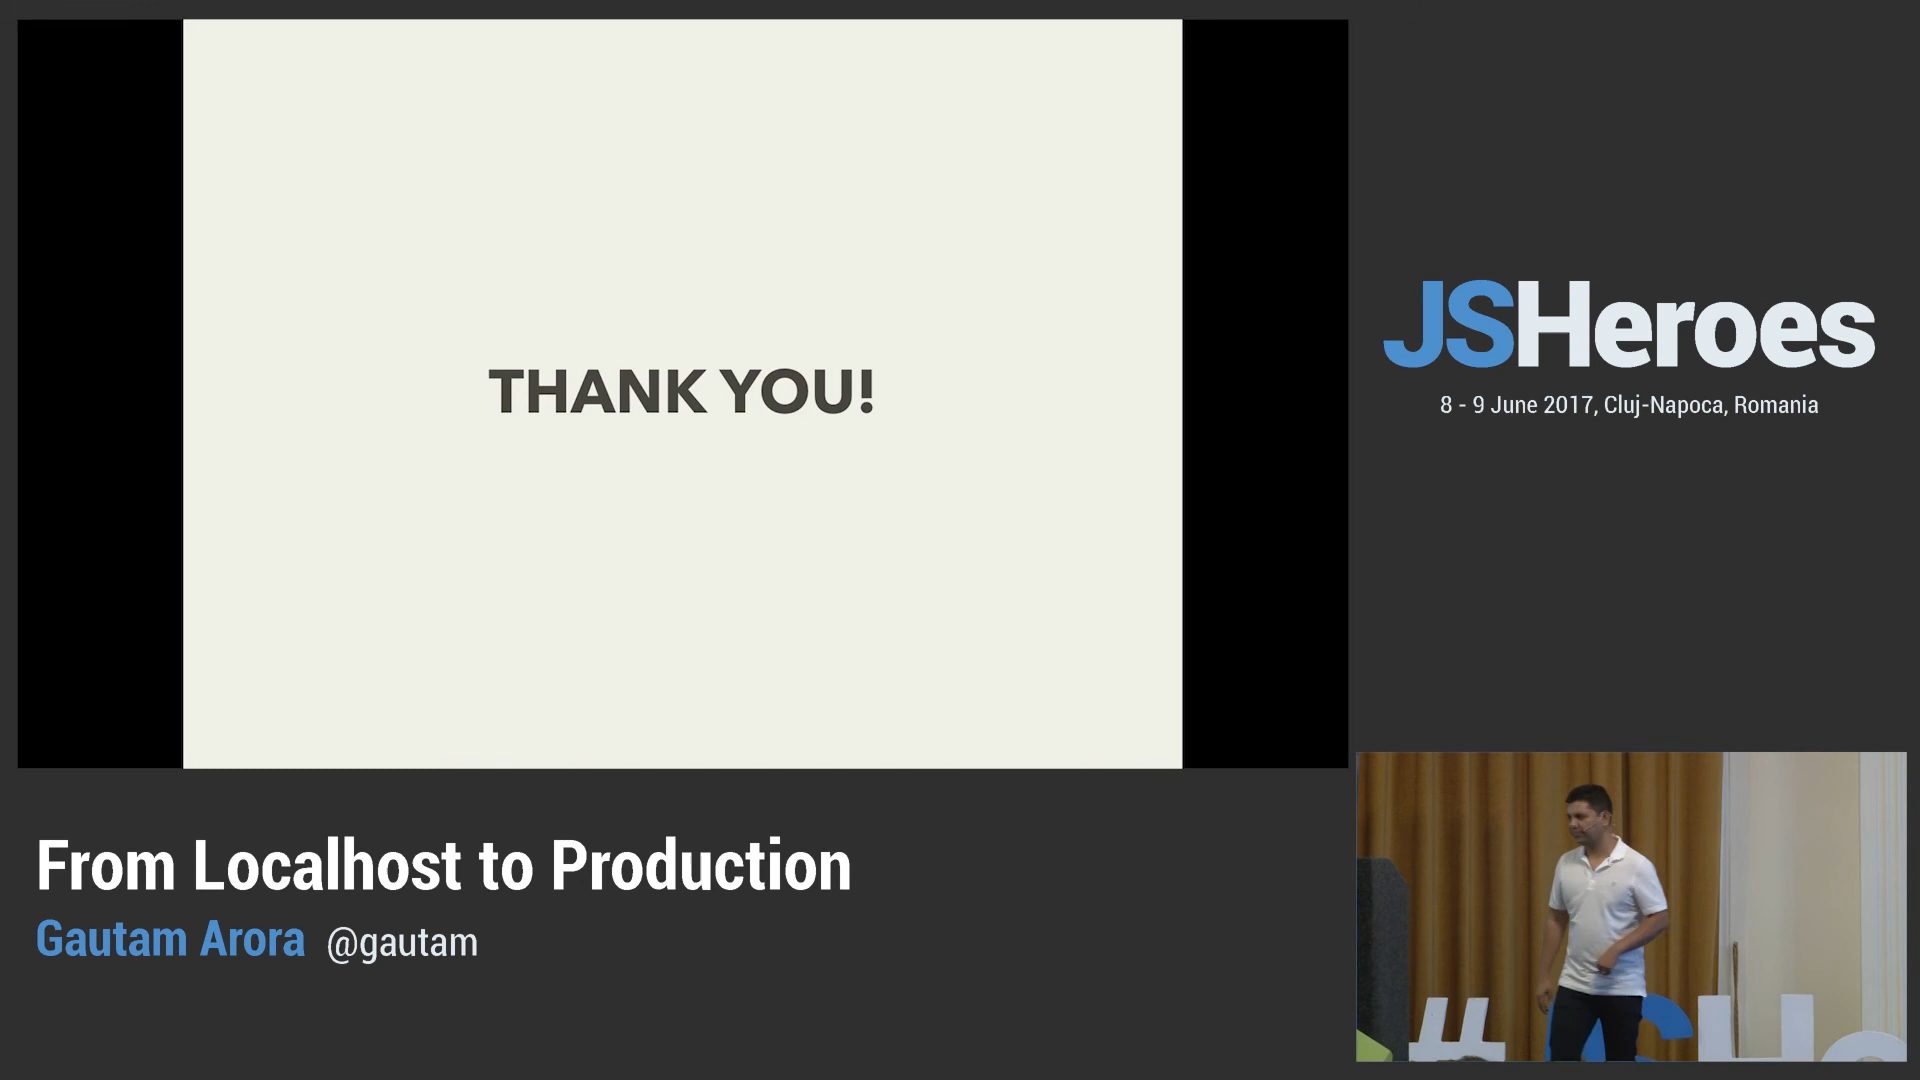 THANK YOU!
JSHeroes
8 - 9 June 2017, Cluj-Napoca, Romania
From Localhost to Production
Gautam Arora @gautam
#